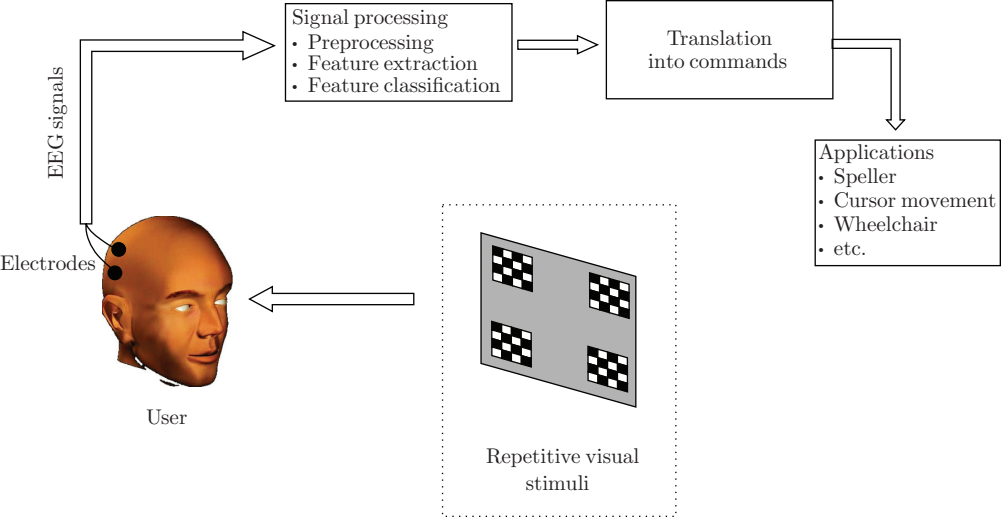 Signal processing
• Preprocessing
• Feature extraction
• Feature classification
Translation
into commands
EEG signals
Applications
• Speller
• Cursor movement
• Wheelchair
• etc.
Electrodes
User
Repetitive visual
stimuli